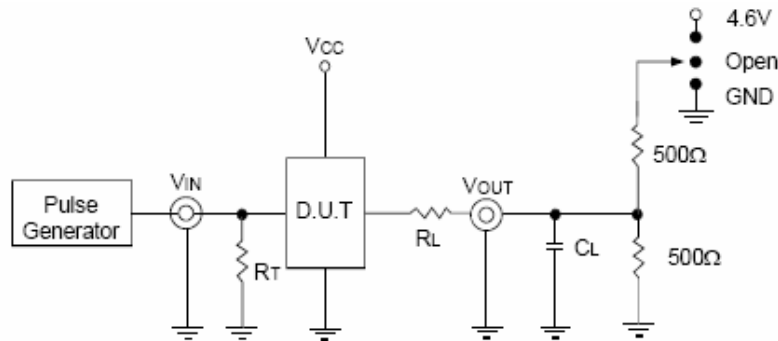 4.6V
Open
GND
VCC
500Ω
Pulse
Generator
VIN
D.U.T
VOUT
RT
RL
CL
500Ω